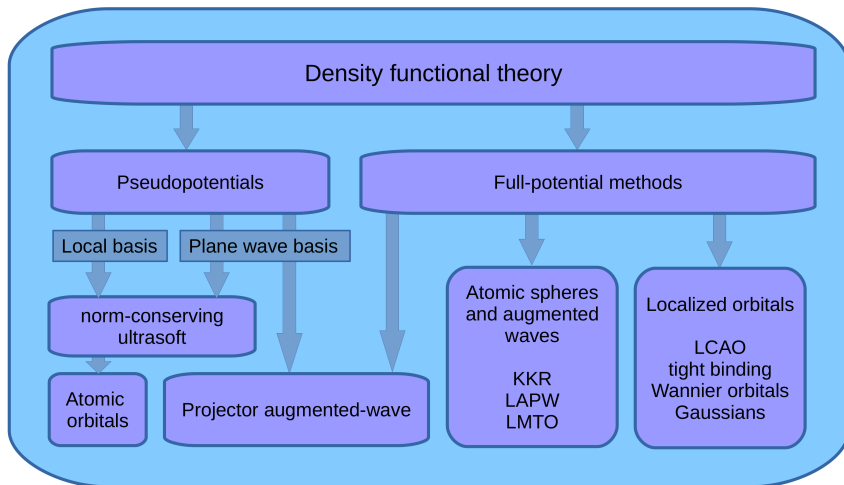 Density functional theory
Pseudopotentials
Full-potential methods
Local basis
Plane wave basis
norm-conserving
ultrasoft
Atomic
orbitals
Projector augmented-wave
Atomic spheres
and augmented
waves
KKR
LAPW
LMTO
Localized orbitals
LCAO
tight binding
Wannier orbitals
Gaussians